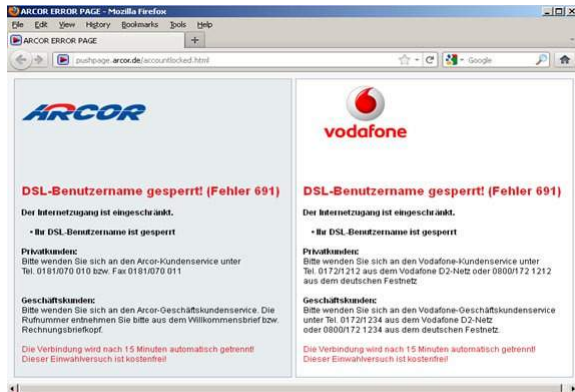 ARCOR ERROR PAGE - Mozilla Firefox
File Edit View History Bookmarks Tools Help
ARCOR ERROR PAGE
pushpage.arcor.de/accountlocked.html
Google
ARCOR
DSL-Benutzername gesperrt! (Fehler 691)
Der Internetzugang ist eingeschränkt.
• Ihr DSL-Benutzername ist gesperrt
Privatkunden:
Bitte wenden Sie sich an den Arcor-Kundenservice unter
Tel. 0181/070 010 bzw. Fax 0181/070 011
Geschäftskunden:
Bitte wenden Sie sich an den Arcor-Geschäftskundenservice. Die
Rufnummer entnehmen Sie bitte aus dem Willkommensbrief bzw.
Rechnungsbriefkopf.
Die Verbindung wird nach 15 Minuten automatisch getrennt!
Dieser Einwahlversuch ist kostenfrei!
vodafone
DSL-Benutzername gesperrt! (Fehler 691)
Der Internetzugang ist eingeschränkt.
• Ihr DSL-Benutzername ist gesperrt
Privatkunden:
Bitte wenden Sie sich an den Vodafone-Kundenservice unter
Tel. 0172/1212 aus dem Vodafone D2-Netz oder 0800/172 1212
aus dem deutschen Festnetz
Geschäftskunden:
Bitte wenden Sie sich an den Vodafone-Geschäftskundenservice
unter Tel. 0172/1234 aus dem Vodafone D2-Netz
oder 0800/172 1234 aus dem deutschen Festnetz.
Die Verbindung wird nach 15 Minuten automatisch getrennt!
Dieser Einwahlversuch ist kostenfrei!